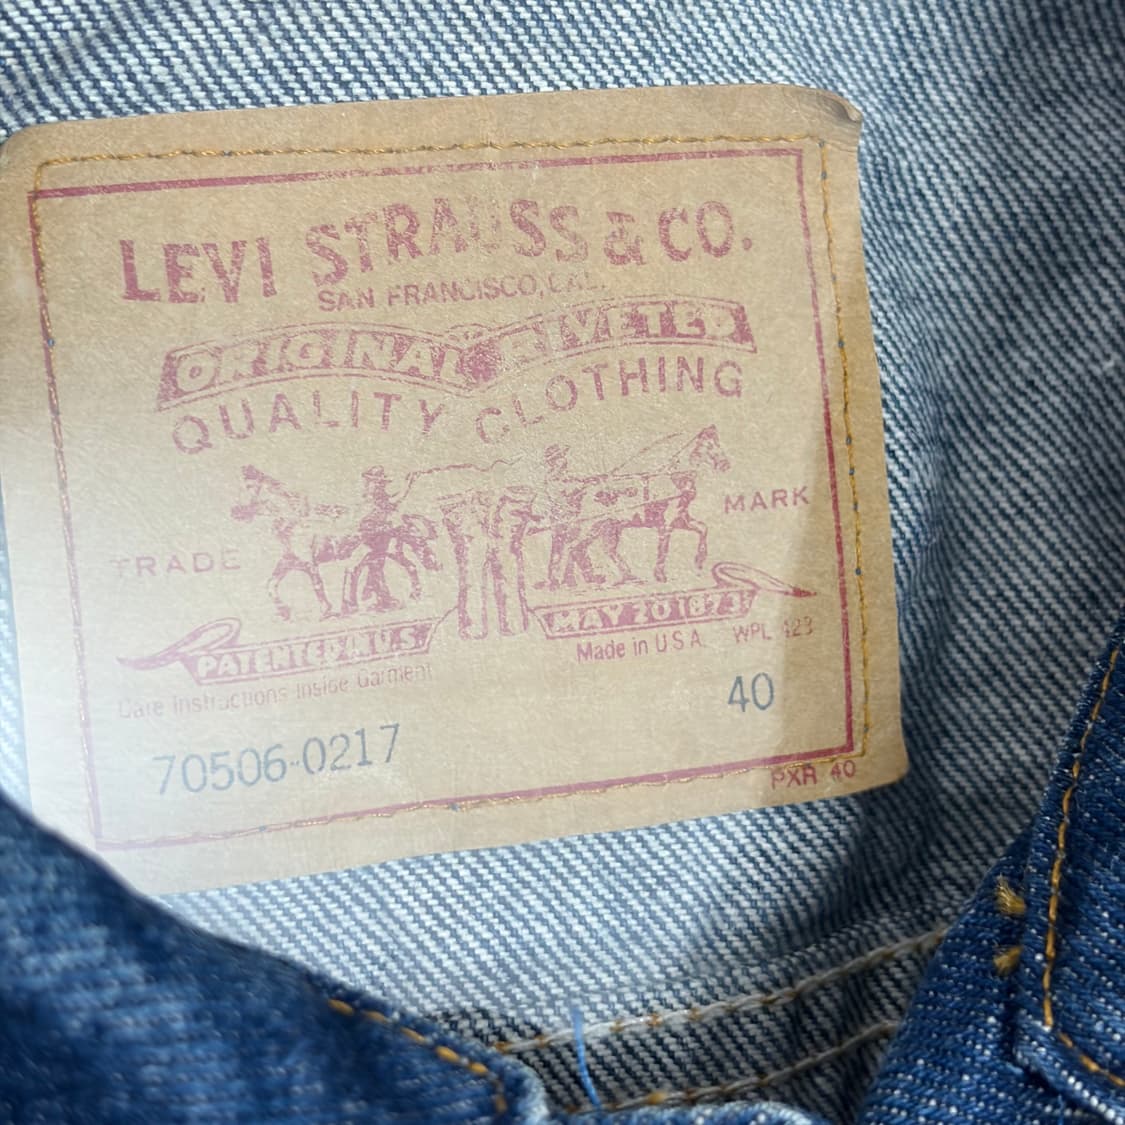 LEVI STRAUSS & CO.
SAN FRANCISCO, CAL.
ORIGINAL RIVETED
QUALITY CLOTHING
TRADE MARK
PATENTED IN U.S. MAY 20 1873
Made in U S A. WPL 423
Care Instructions Inside Garment
40
70506-0217
PXR 40